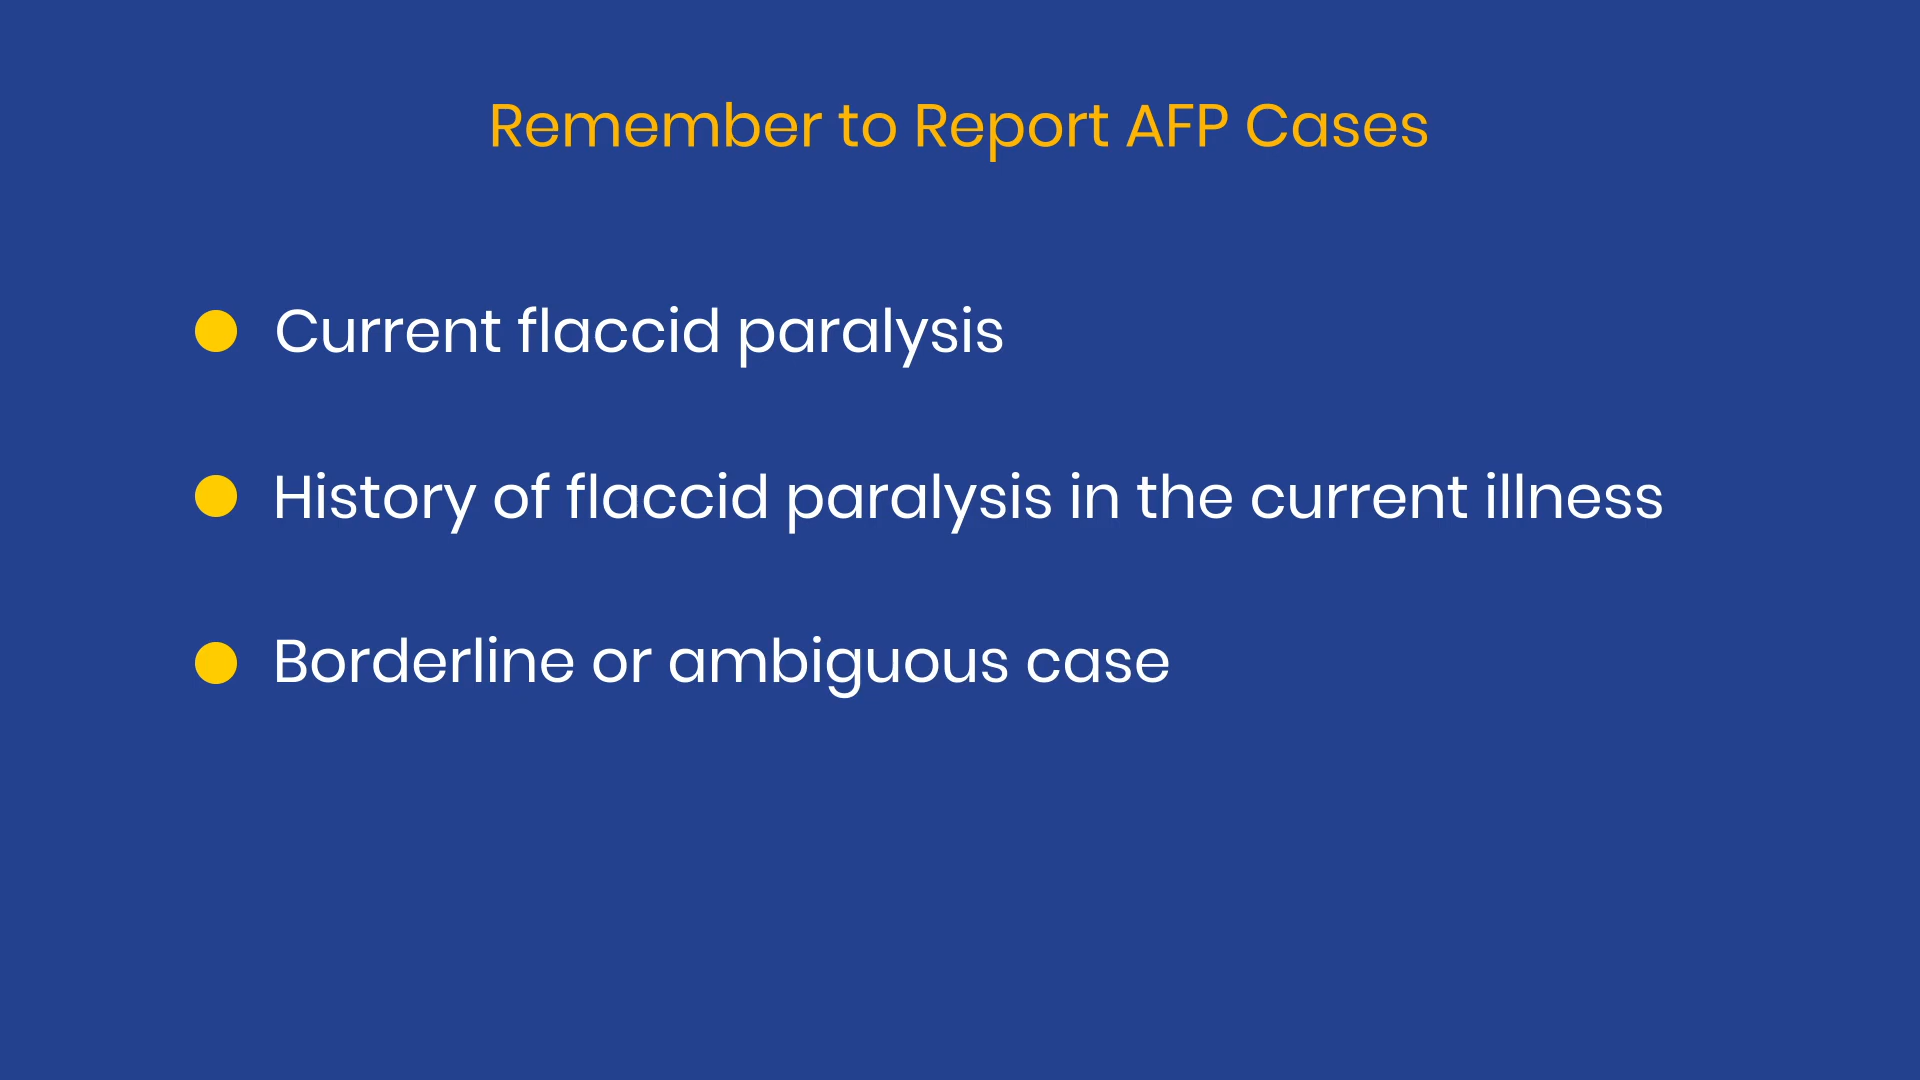 Remember to Report AFP Cases
Current flaccid paralysis
History of flaccid paralysis in the current illness
Borderline or ambiguous case